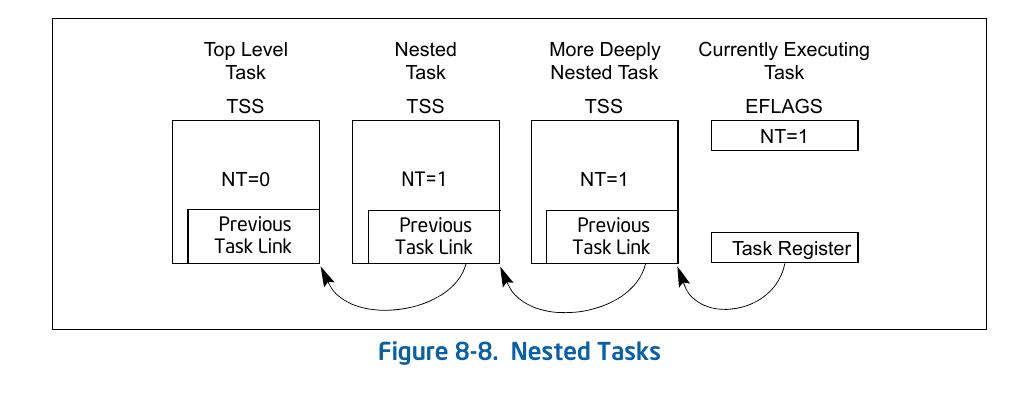 Top Level
Task
Nested
Task
More Deeply
Nested Task
Currently Executing
Task
TSS
TSS
TSS
EFLAGS
NT=1
NT=0
NT=1
NT=1
Previous
Task Link
Previous
Task Link
Previous
Task Link
Task Register
Figure 8-8. Nested Tasks